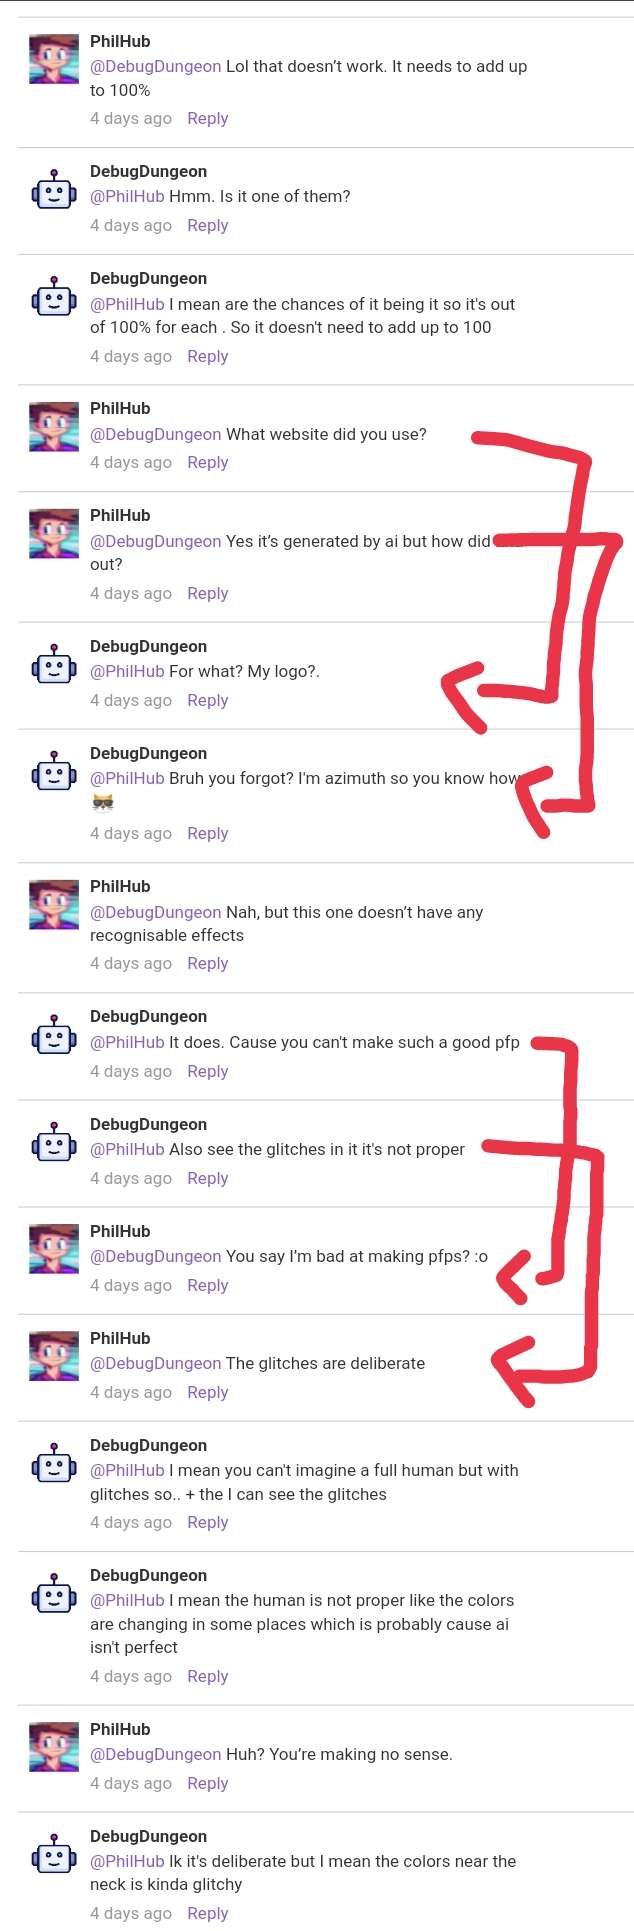 PhilHub
@DebugDungeon Lol that doesn’t work. It needs to add up
to 100%
4 days ago Reply
DebugDungeon
@PhilHub Hmm. Is it one of them?
4 days ago Reply
DebugDungeon
@PhilHub I mean are the chances of it being it so it's out
of 100% for each . So it doesn't need to add up to 100
4 days ago Reply
PhilHub
@DebugDungeon What website did you use?
4 days ago Reply
PhilHub
@DebugDungeon Yes it’s generated by ai but how did
out?
4 days ago Reply
DebugDungeon
@PhilHub For what? My logo?.
4 days ago Reply
DebugDungeon
@PhilHub Bruh you forgot? I'm azimuth so you know how
4 days ago Reply
PhilHub
@DebugDungeon Nah, but this one doesn’t have any
recognisable effects
4 days ago Reply
DebugDungeon
@PhilHub It does. Cause you can't make such a good pfp
4 days ago Reply
DebugDungeon
@PhilHub Also see the glitches in it it's not proper
4 days ago Reply
PhilHub
@DebugDungeon You say I’m bad at making pfps? :o
4 days ago Reply
PhilHub
@DebugDungeon The glitches are deliberate
4 days ago Reply
DebugDungeon
@PhilHub I mean you can't imagine a full human but with
glitches so.. + the I can see the glitches
4 days ago Reply
DebugDungeon
@PhilHub I mean the human is not proper like the colors
are changing in some places which is probably cause ai
isn't perfect
4 days ago Reply
PhilHub
@DebugDungeon Huh? You’re making no sense.
4 days ago Reply
DebugDungeon
@PhilHub Ik it's deliberate but I mean the colors near the
neck is kinda glitchy
4 days ago Reply